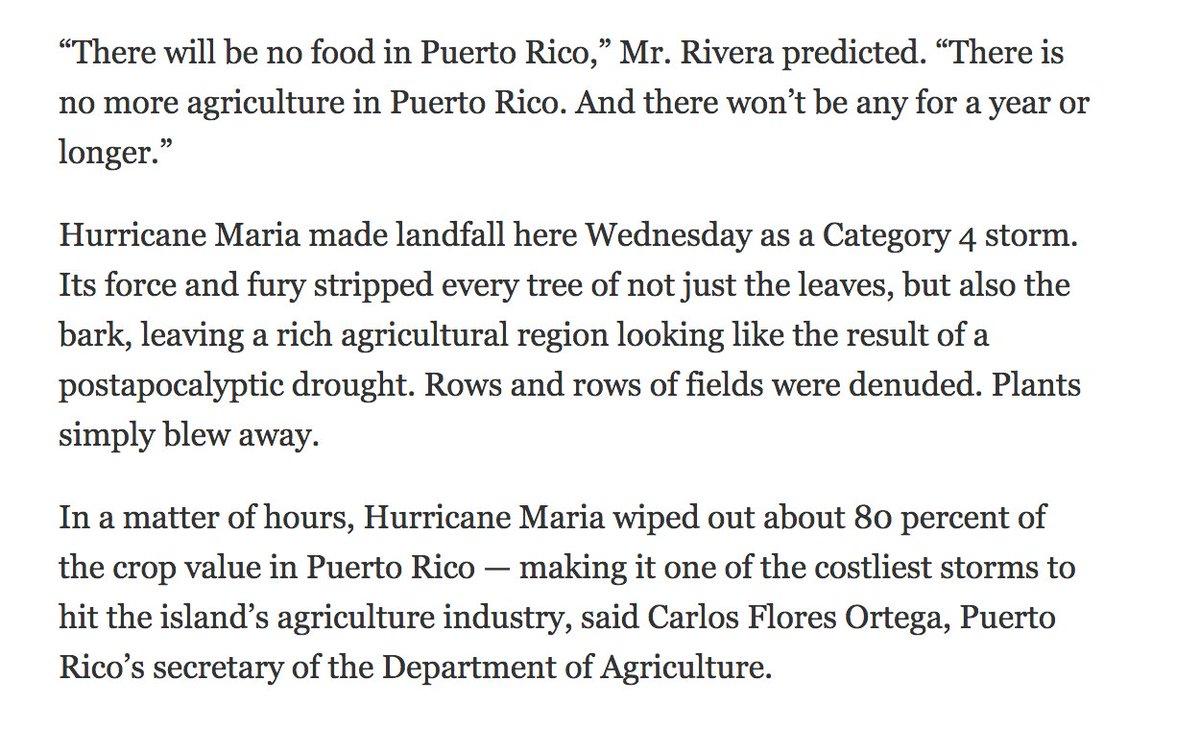 “There will be no food in Puerto Rico,” Mr. Rivera predicted. “There is
no more agriculture in Puerto Rico. And there won’t be any for a year or
longer.”
Hurricane Maria made landfall here Wednesday as a Category 4 storm.
Its force and fury stripped every tree of not just the leaves, but also the
bark, leaving a rich agricultural region looking like the result of a
postapocalyptic drought. Rows and rows of fields were denuded. Plants
simply blew away.
In a matter of hours, Hurricane Maria wiped out about 80 percent of
the crop value in Puerto Rico — making it one of the costliest storms to
hit the island’s agriculture industry, said Carlos Flores Ortega, Puerto
Rico’s secretary of the Department of Agriculture.